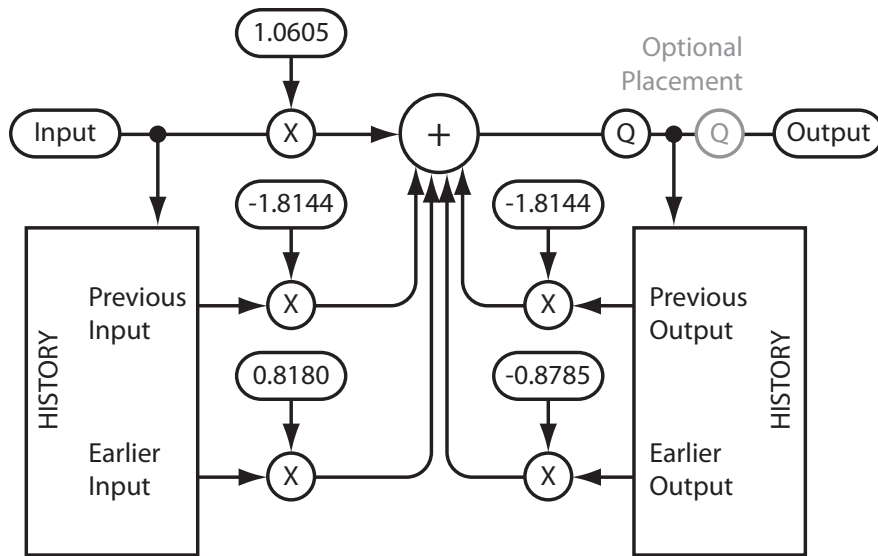 1.0605
Optional
Placement
Input
X
+
Q
Q
Output
-1.8144
-1.8144
HISTORY
Previous
Input
X
X
Previous
Output
HISTORY
0.8180
-0.8785
Earlier
Input
X
X
Earlier
Output